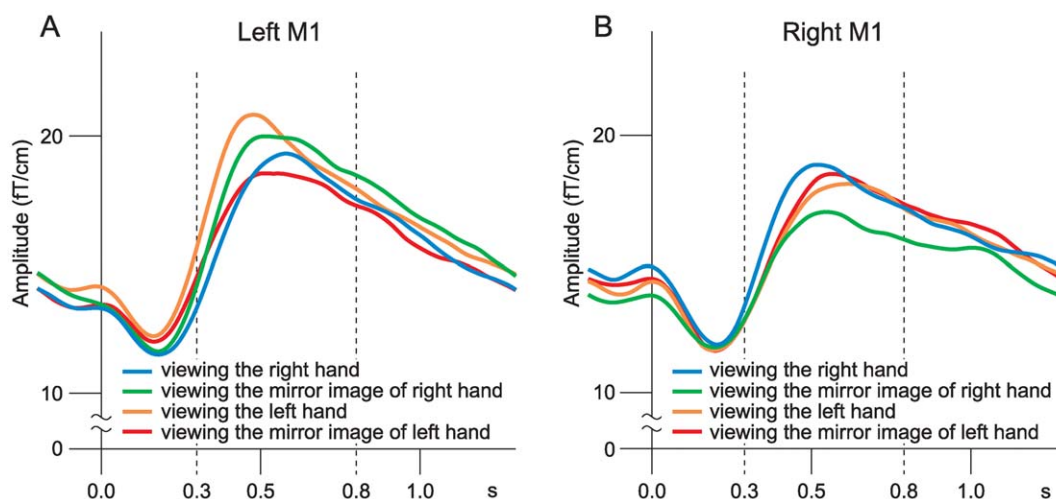 A
Left M1
Amplitude (fT/cm)
20
10
0
viewing the right hand
viewing the mirror image of right hand
viewing the left hand
viewing the mirror image of left hand
0.0 0.3 0.5 0.8 1.0 s
B
Right M1
Amplitude (fT/cm)
20
10
0
viewing the right hand
viewing the mirror image of right hand
viewing the left hand
viewing the mirror image of left hand
0.0 0.3 0.5 0.8 1.0 s